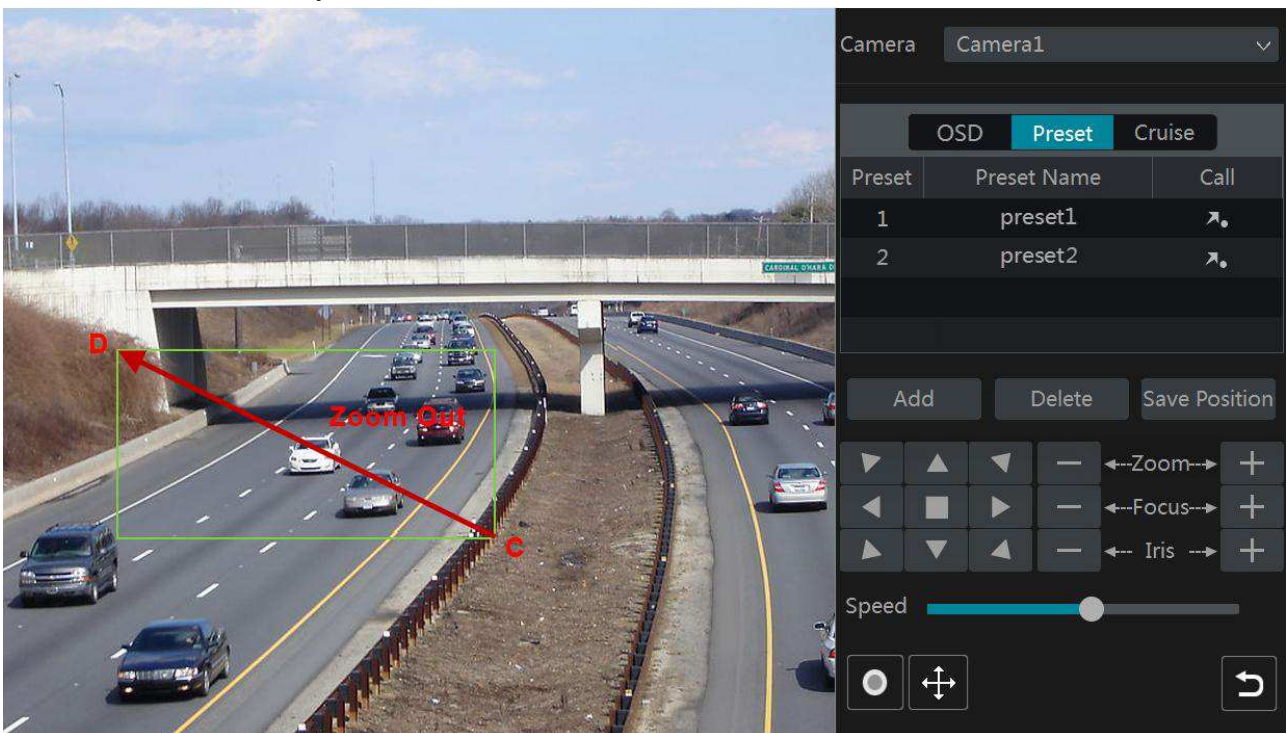 Camera Camera1
OSD Preset Cruise
Preset Preset Name Call
1 preset1
2 preset2
Add Delete Save Position
Zoom
Focus
Iris
Speed
CARDINAL O'HARA D
D
Zoom Out
C